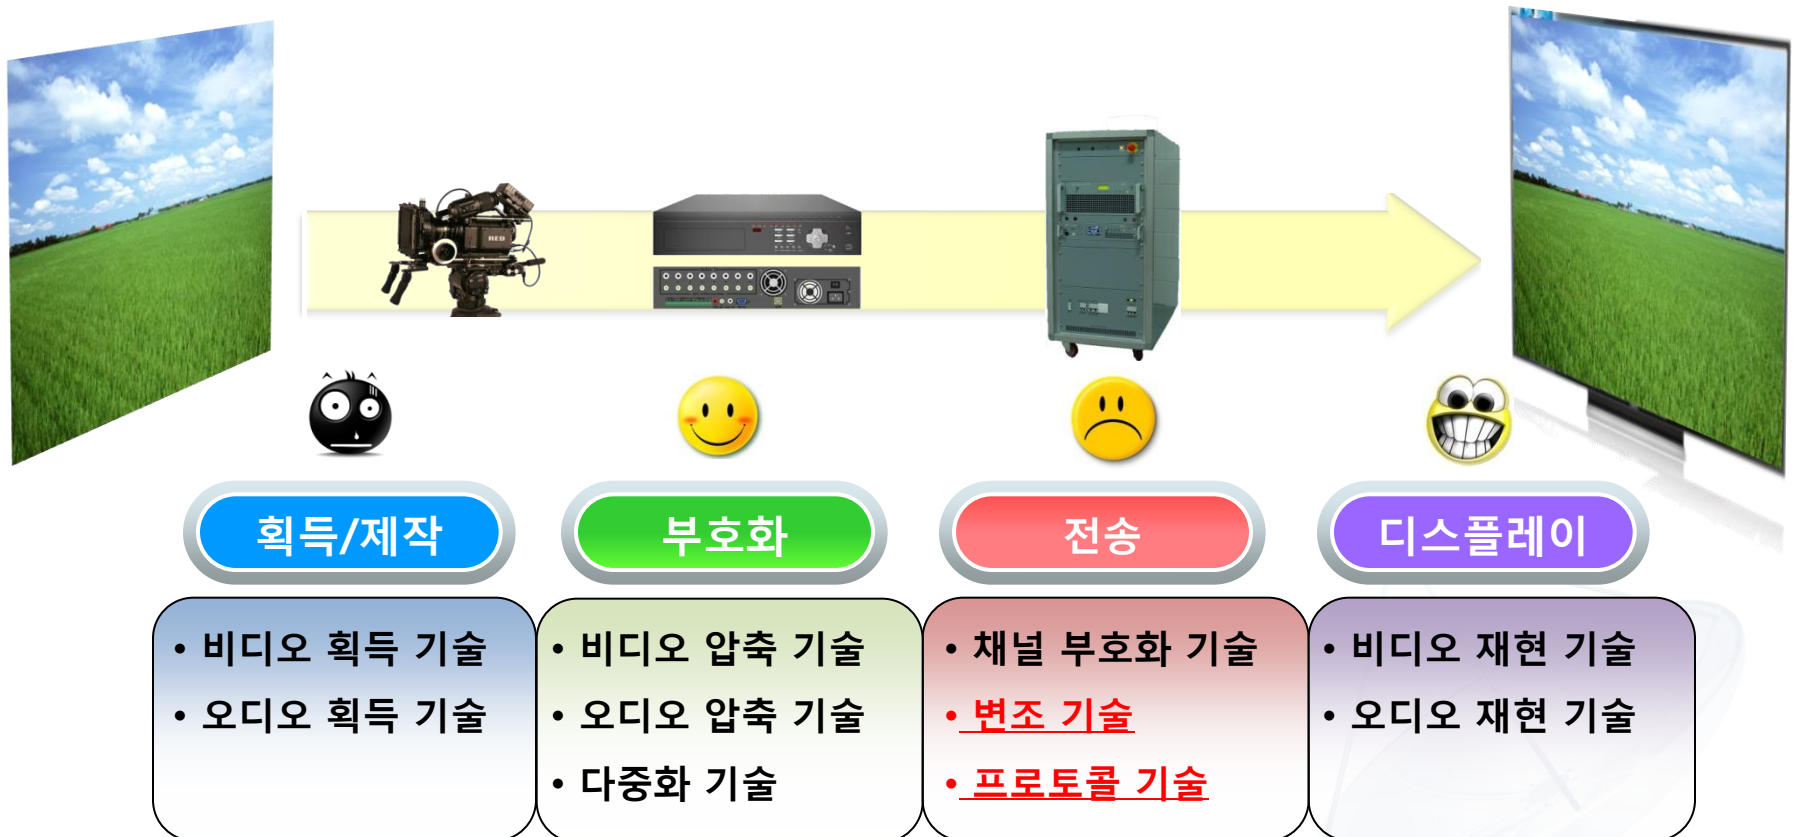 RED
획득/제작
부호화
전송
디스플레이
• 비디오 획득 기술
• 오디오 획득 기술
• 비디오 압축 기술
• 오디오 압축 기술
• 다중화 기술
• 채널 부호화 기술
• 변조 기술
• 프로토콜 기술
• 비디오 재현 기술
• 오디오 재현 기술